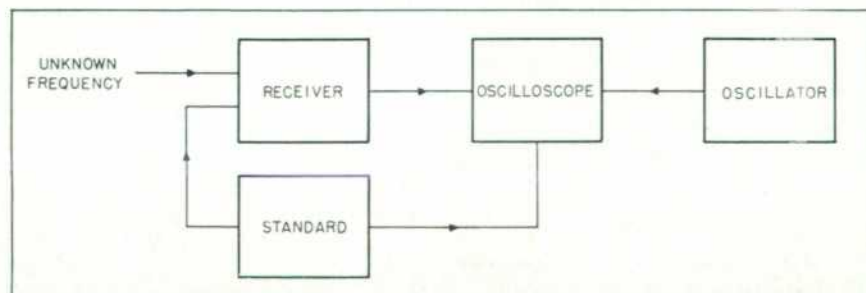 UNKNOWN
FREQUENCY
RECEIVER
OSCILLOSCOPE
OSCILLATOR
STANDARD